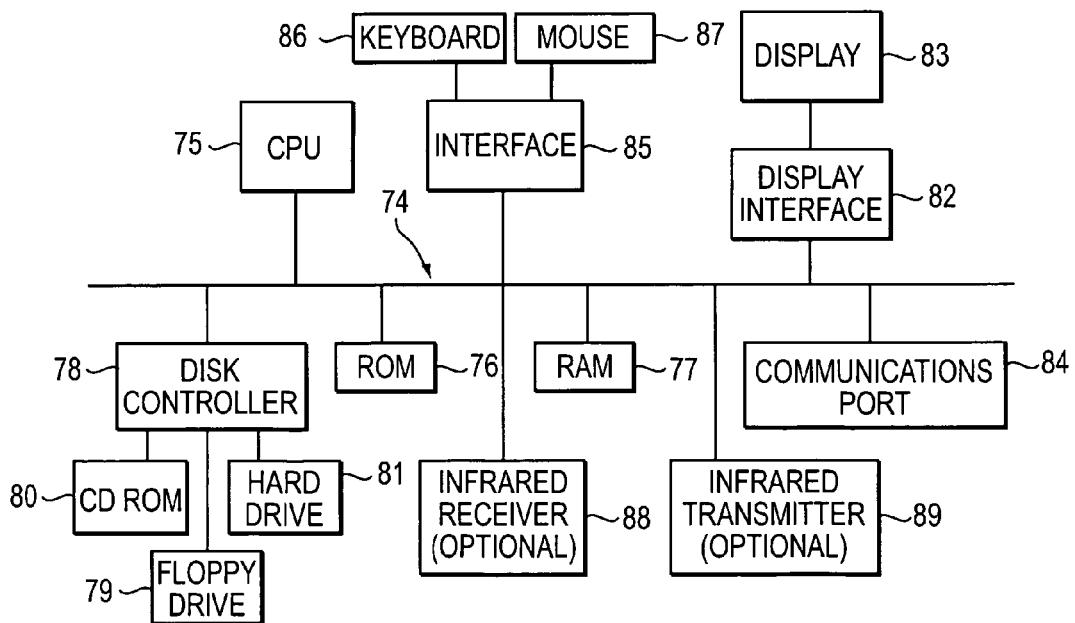 86 KEYBOARD MOUSE 87
DISPLAY 83
75 CPU
INTERFACE 85
DISPLAY
INTERFACE 82
74
78 DISK
CONTROLLER
ROM 76
RAM 77
COMMUNICATIONS
PORT 84
80 CD ROM
HARD
DRIVE 81
INFRARED
RECEIVER
(OPTIONAL) 88
INFRARED
TRANSMITTER
(OPTIONAL) 89
79 FLOPPY
DRIVE